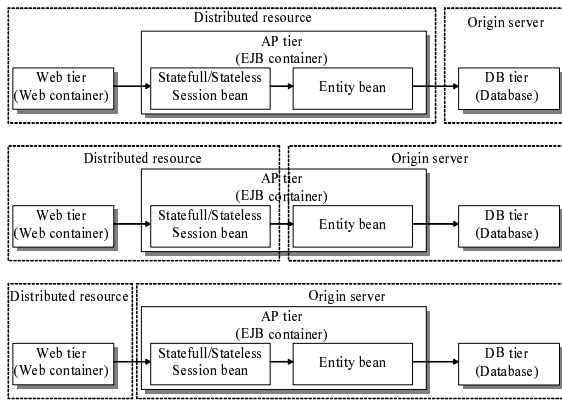 Distributed resource
Origin server
AP tier
(EJB container)
Web tier
(Web container)
Statefull/Stateless
Session bean
Entity bean
DB tier
(Database)
Distributed resource
Origin server
AP tier
(EJB container)
Web tier
(Web container)
Statefull/Stateless
Session bean
Entity bean
DB tier
(Database)
Distributed resource
Origin server
AP tier
(EJB container)
Web tier
(Web container)
Statefull/Stateless
Session bean
Entity bean
DB tier
(Database)